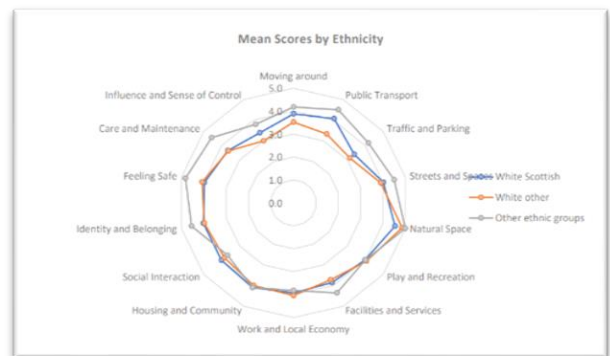 Mean Scores by Ethnicity
Moving around
Influence and Sense of Control
Public Transport
Care and Maintenance
Traffic and Parking
Feeling Safe
Streets and Spaces
Identity and Belonging
Natural Space
Social Interaction
Play and Recreation
Housing and Community
Facilities and Services
Work and Local Economy
5.0
4.0
3.0
2.0
1.0
0.0
White Scottish
White other
Other ethnic groups